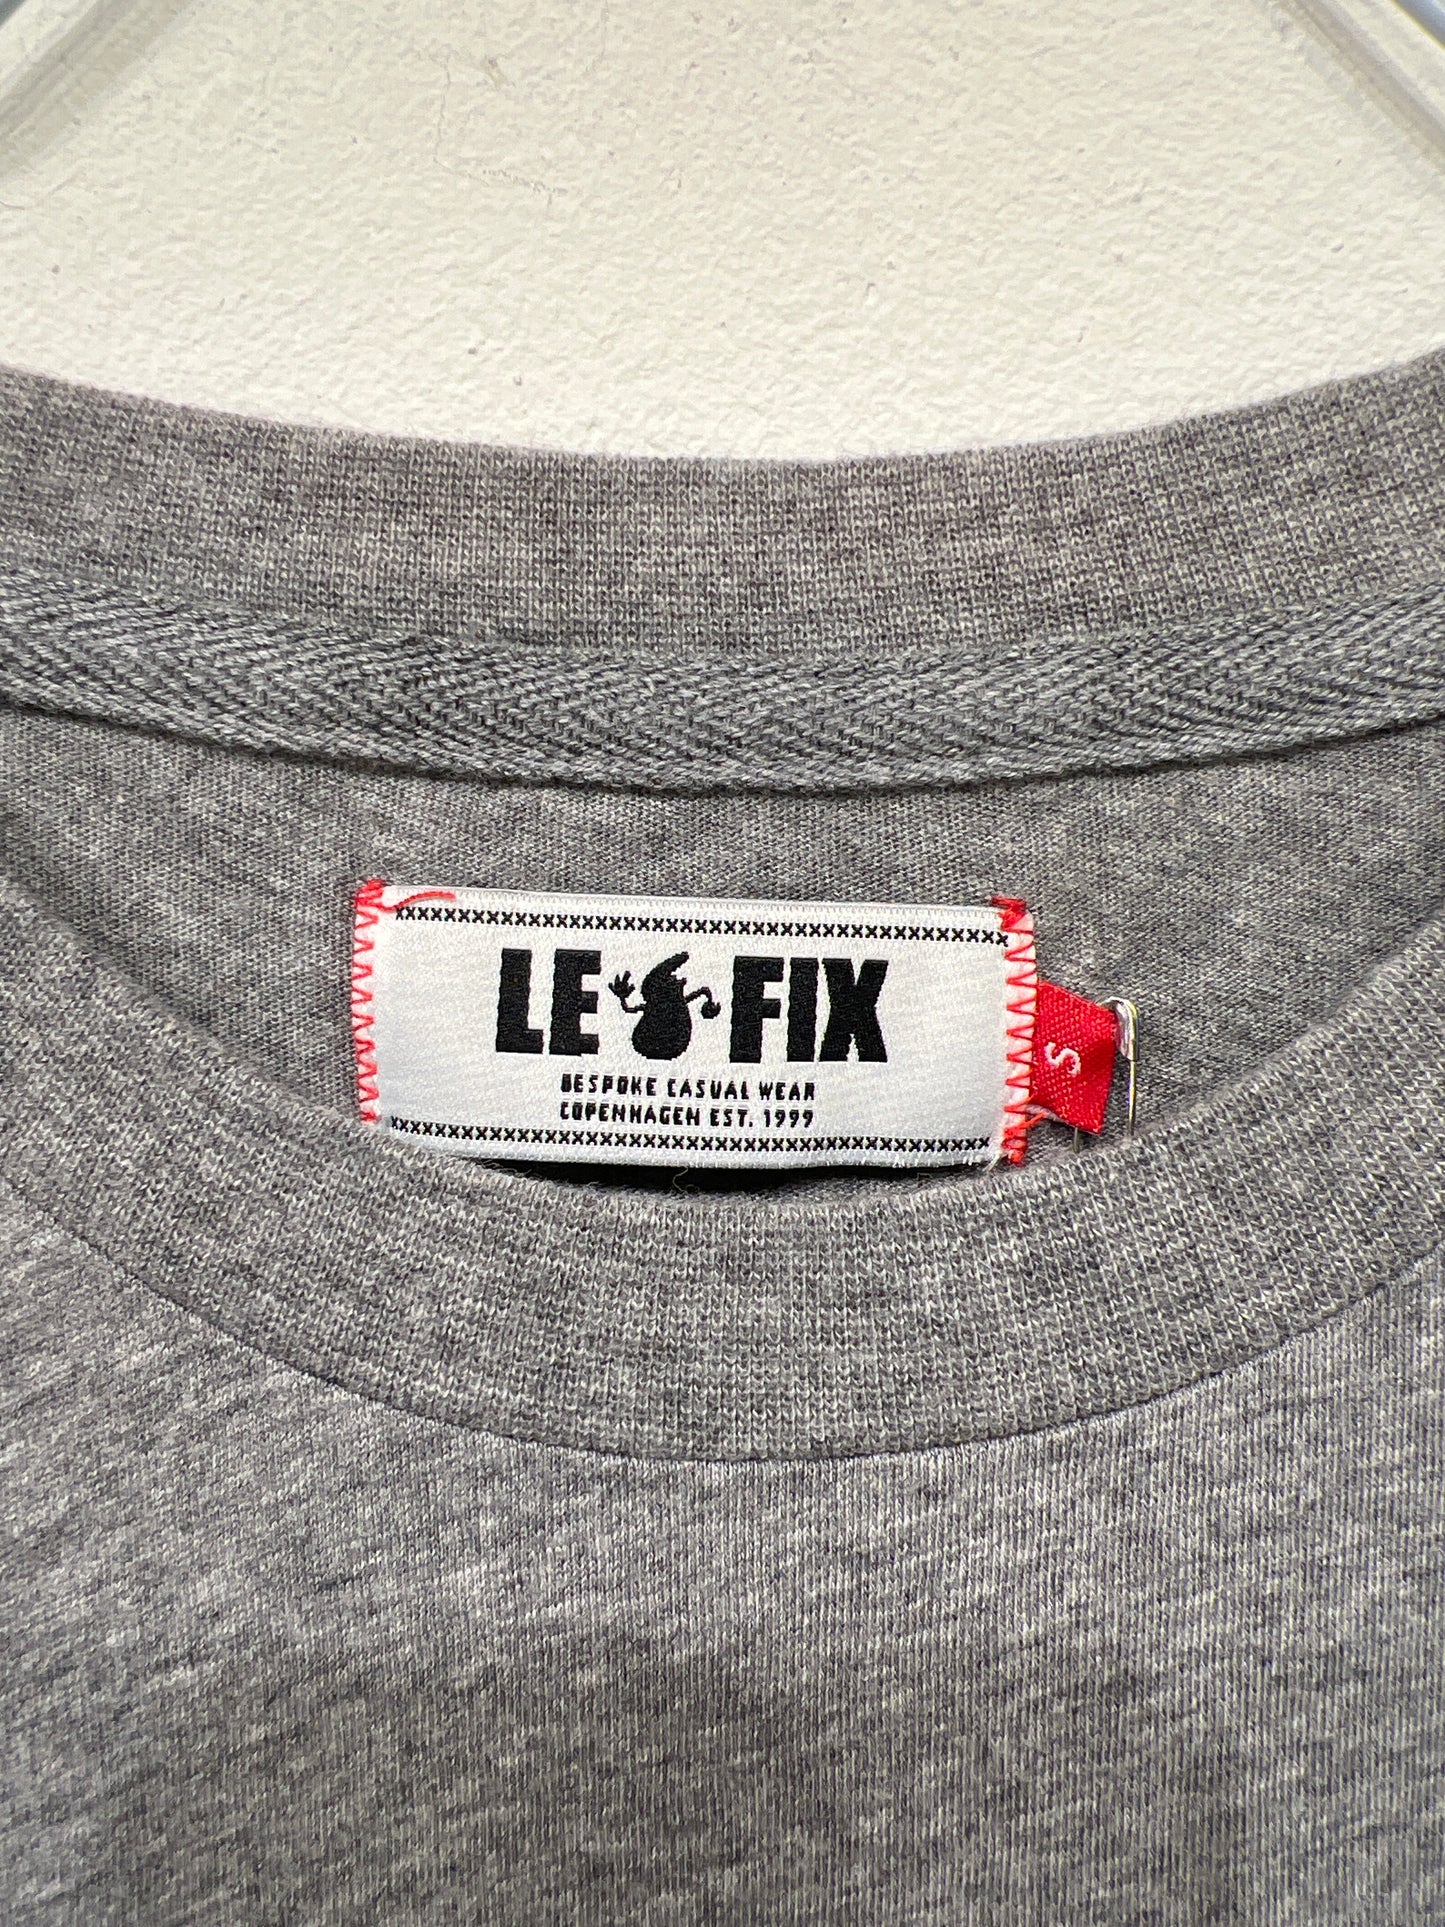 LE FIX
BESPOKE CASUAL WEAR
COPENHAGEN EST. 1999
S